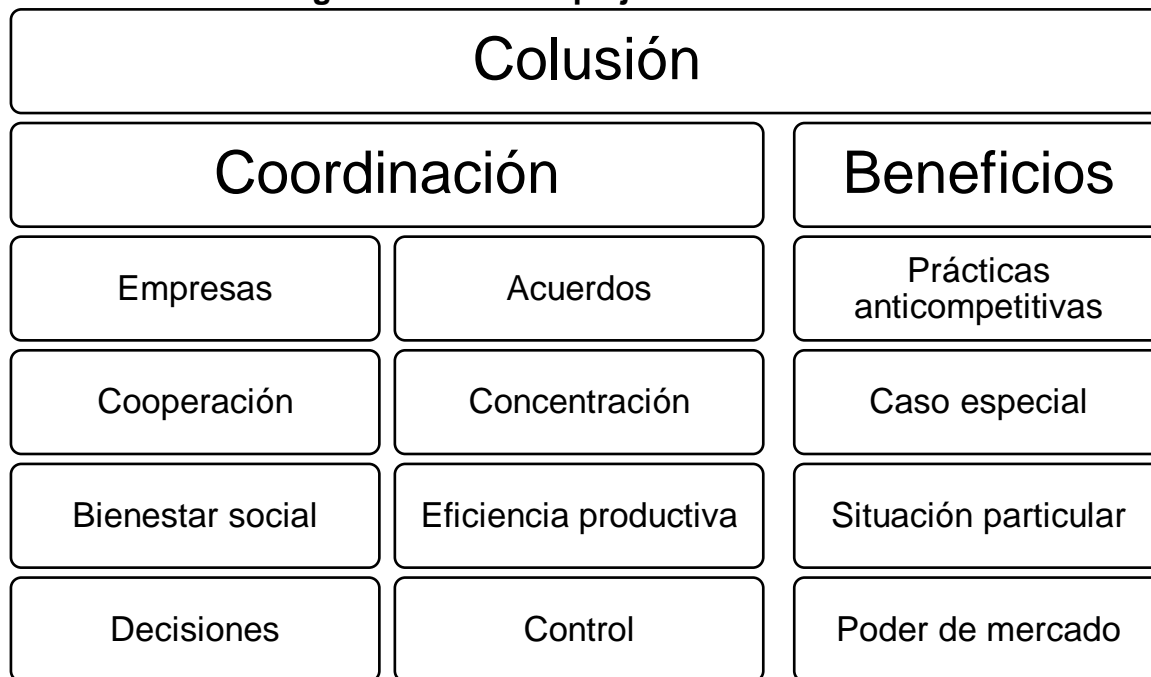 Colusión
Coordinación
Beneficios
Empresas
Acuerdos
Prácticas
anticompetitivas
Cooperación
Concentración
Caso especial
Bienestar social
Eficiencia productiva
Situación particular
Decisiones
Control
Poder de mercado